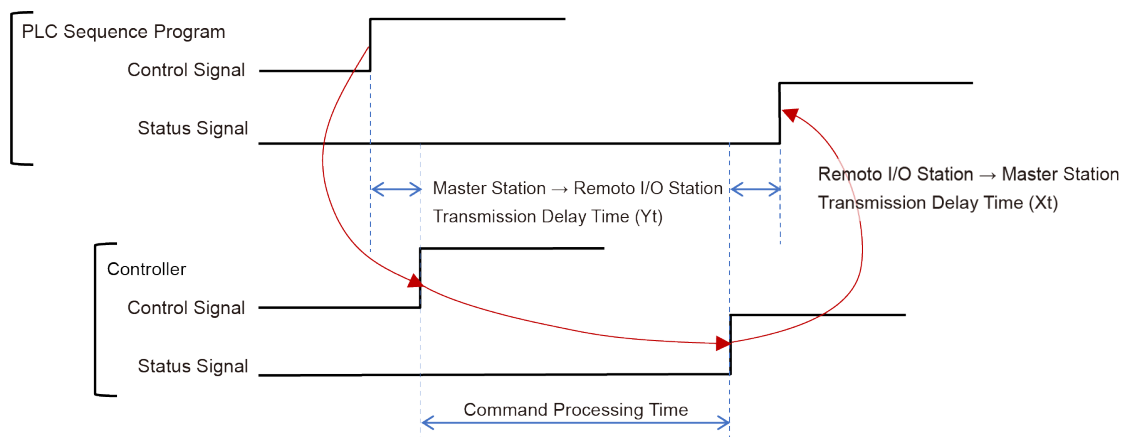 PLC Sequence Program
Control Signal
Status Signal
Master Station → Remoto I/O Station
Transmission Delay Time (Yt)
Remoto I/O Station → Master Station
Transmission Delay Time (Xt)
Controller
Control Signal
Status Signal
Command Processing Time